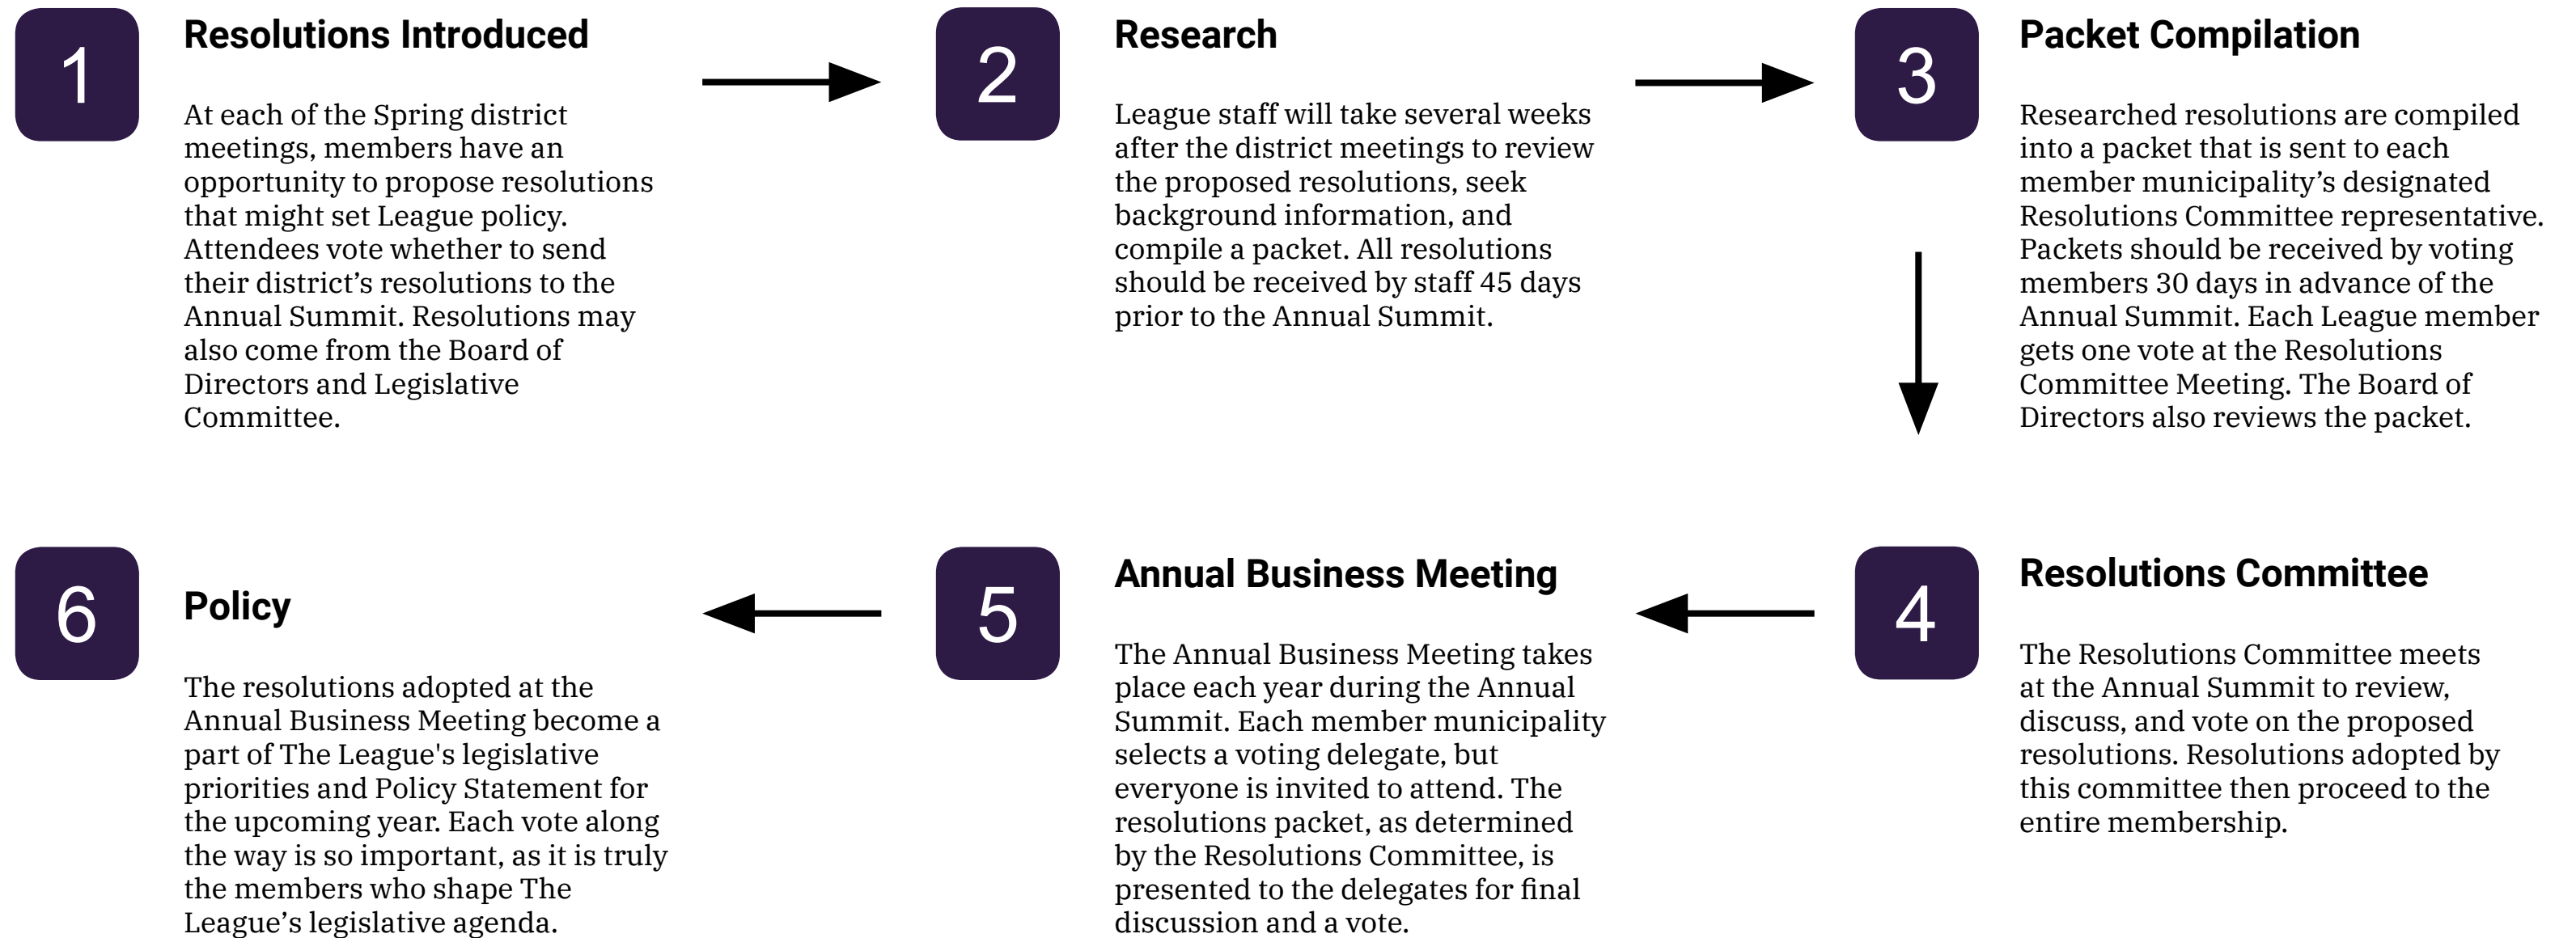 1
Resolutions Introduced
At each of the Spring district
meetings, members have an
opportunity to propose resolutions
that might set League policy.
Attendees vote whether to send
their district’s resolutions to the
Annual Summit. Resolutions may
also come from the Board of
Directors and Legislative
Committee.
2
Research
League staff will take several weeks
after the district meetings to review
the proposed resolutions, seek
background information, and
compile a packet. All resolutions
should be received by staff 45 days
prior to the Annual Summit.
3
Packet Compilation
Researched resolutions are compiled
into a packet that is sent to each
member municipality’s designated
Resolutions Committee representative.
Packets should be received by voting
members 30 days in advance of the
Annual Summit. Each League member
gets one vote at the Resolutions
Committee Meeting. The Board of
Directors also reviews the packet.
4
Resolutions Committee
The Resolutions Committee meets
at the Annual Summit to review,
discuss, and vote on the proposed
resolutions. Resolutions adopted by
this committee then proceed to the
entire membership.
5
Annual Business Meeting
The Annual Business Meeting takes
place each year during the Annual
Summit. Each member municipality
selects a voting delegate, but
everyone is invited to attend. The
resolutions packet, as determined
by the Resolutions Committee, is
presented to the delegates for final
discussion and a vote.
6
Policy
The resolutions adopted at the
Annual Business Meeting become a
part of The League's legislative
priorities and Policy Statement for
the upcoming year. Each vote along
the way is so important, as it is truly
the members who shape The
League’s legislative agenda.